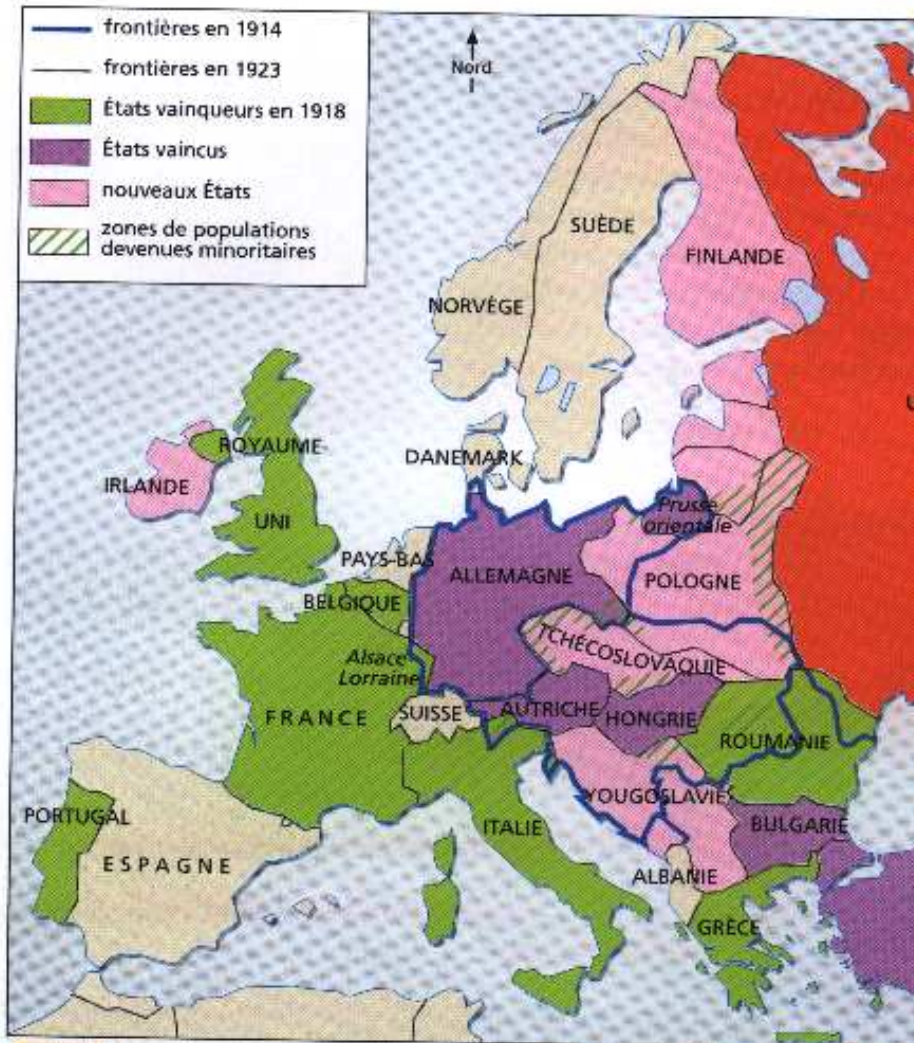 frontières en 1914
frontières en 1923
États vainqueurs en 1918
États vaincus
nouveaux États
zones de populations
devenues minoritaires
Nord
SUÈDE
FINLANDE
NORVÈGE
ROYAUME-
UNI
IRLANDE
DANEMARK
Prusse
orientale
PAYS-BAS
ALLEMAGNE
POLOGNE
BELGIQUE
TCHÉCOSLOVAQUIE
Alsace
Lorraine
FRANCE
SUISSE
AUTRICHE
HONGRIE
ROUMANIE
YOUGOSLAVIE
PORTUGAL
ESPAGNE
ITALIE
BULGARIE
ALBANIE
GRÈCE